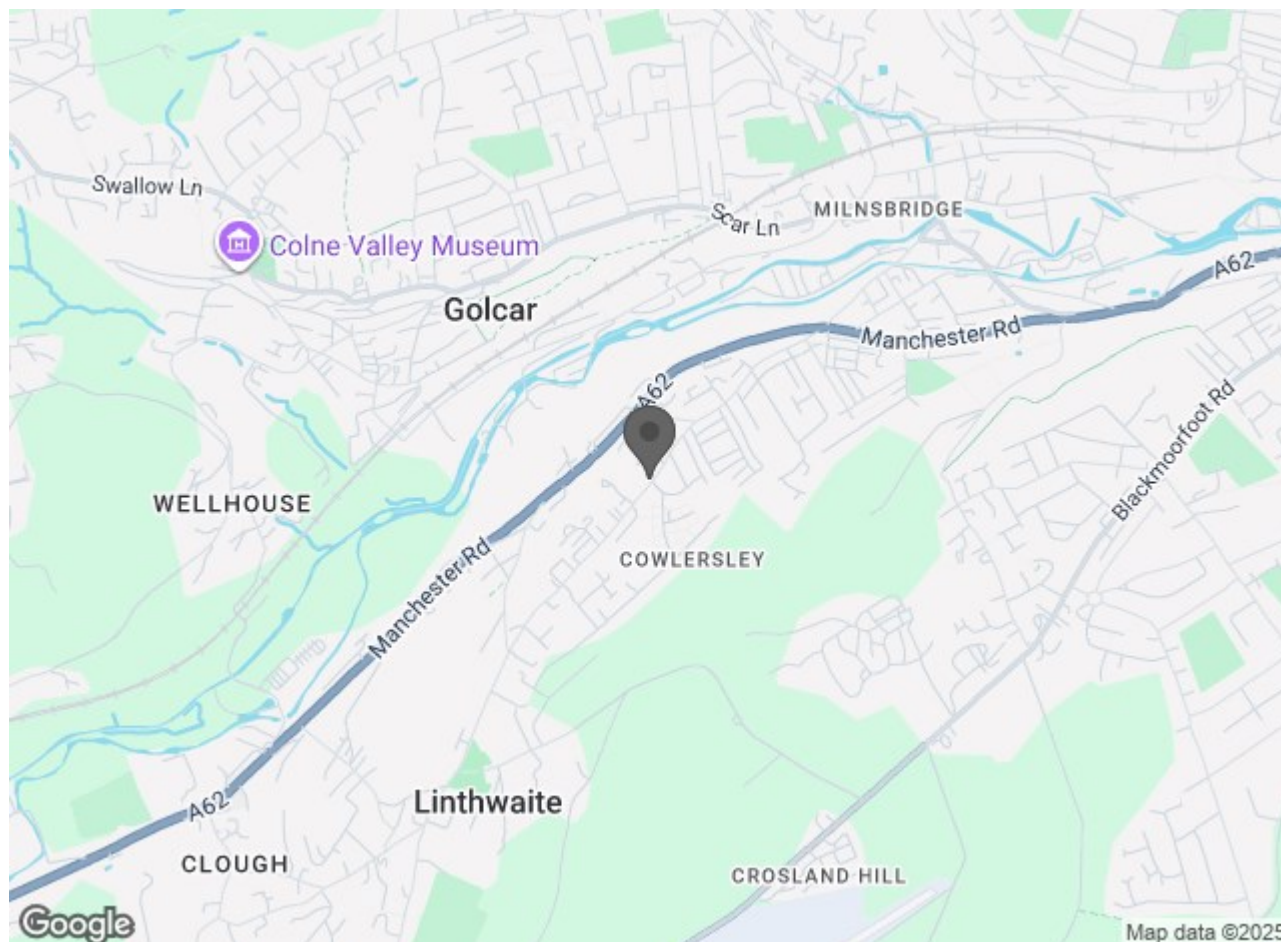 Swallow Ln
Scar Ln
MILNSBRIDGE
Colne Valley Museum
A62
Golcar
Manchester Rd
A62
Blackmoorfoot Rd
WELLHOUSE
COWLERSLEY
Manchester Rd
Linthwaite
A62
CLOUGH
CROSLAND HILL
Google
Map data ©2025